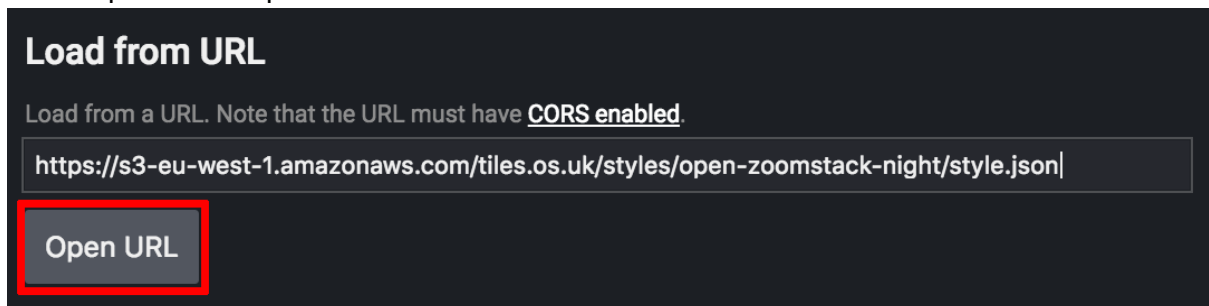 Load from URL
Load from a URL. Note that the URL must have CORS enabled.
https://s3-eu-west-1.amazonaws.com/tiles.os.uk/styles/open-zoomstack-night/style.json
Open URL